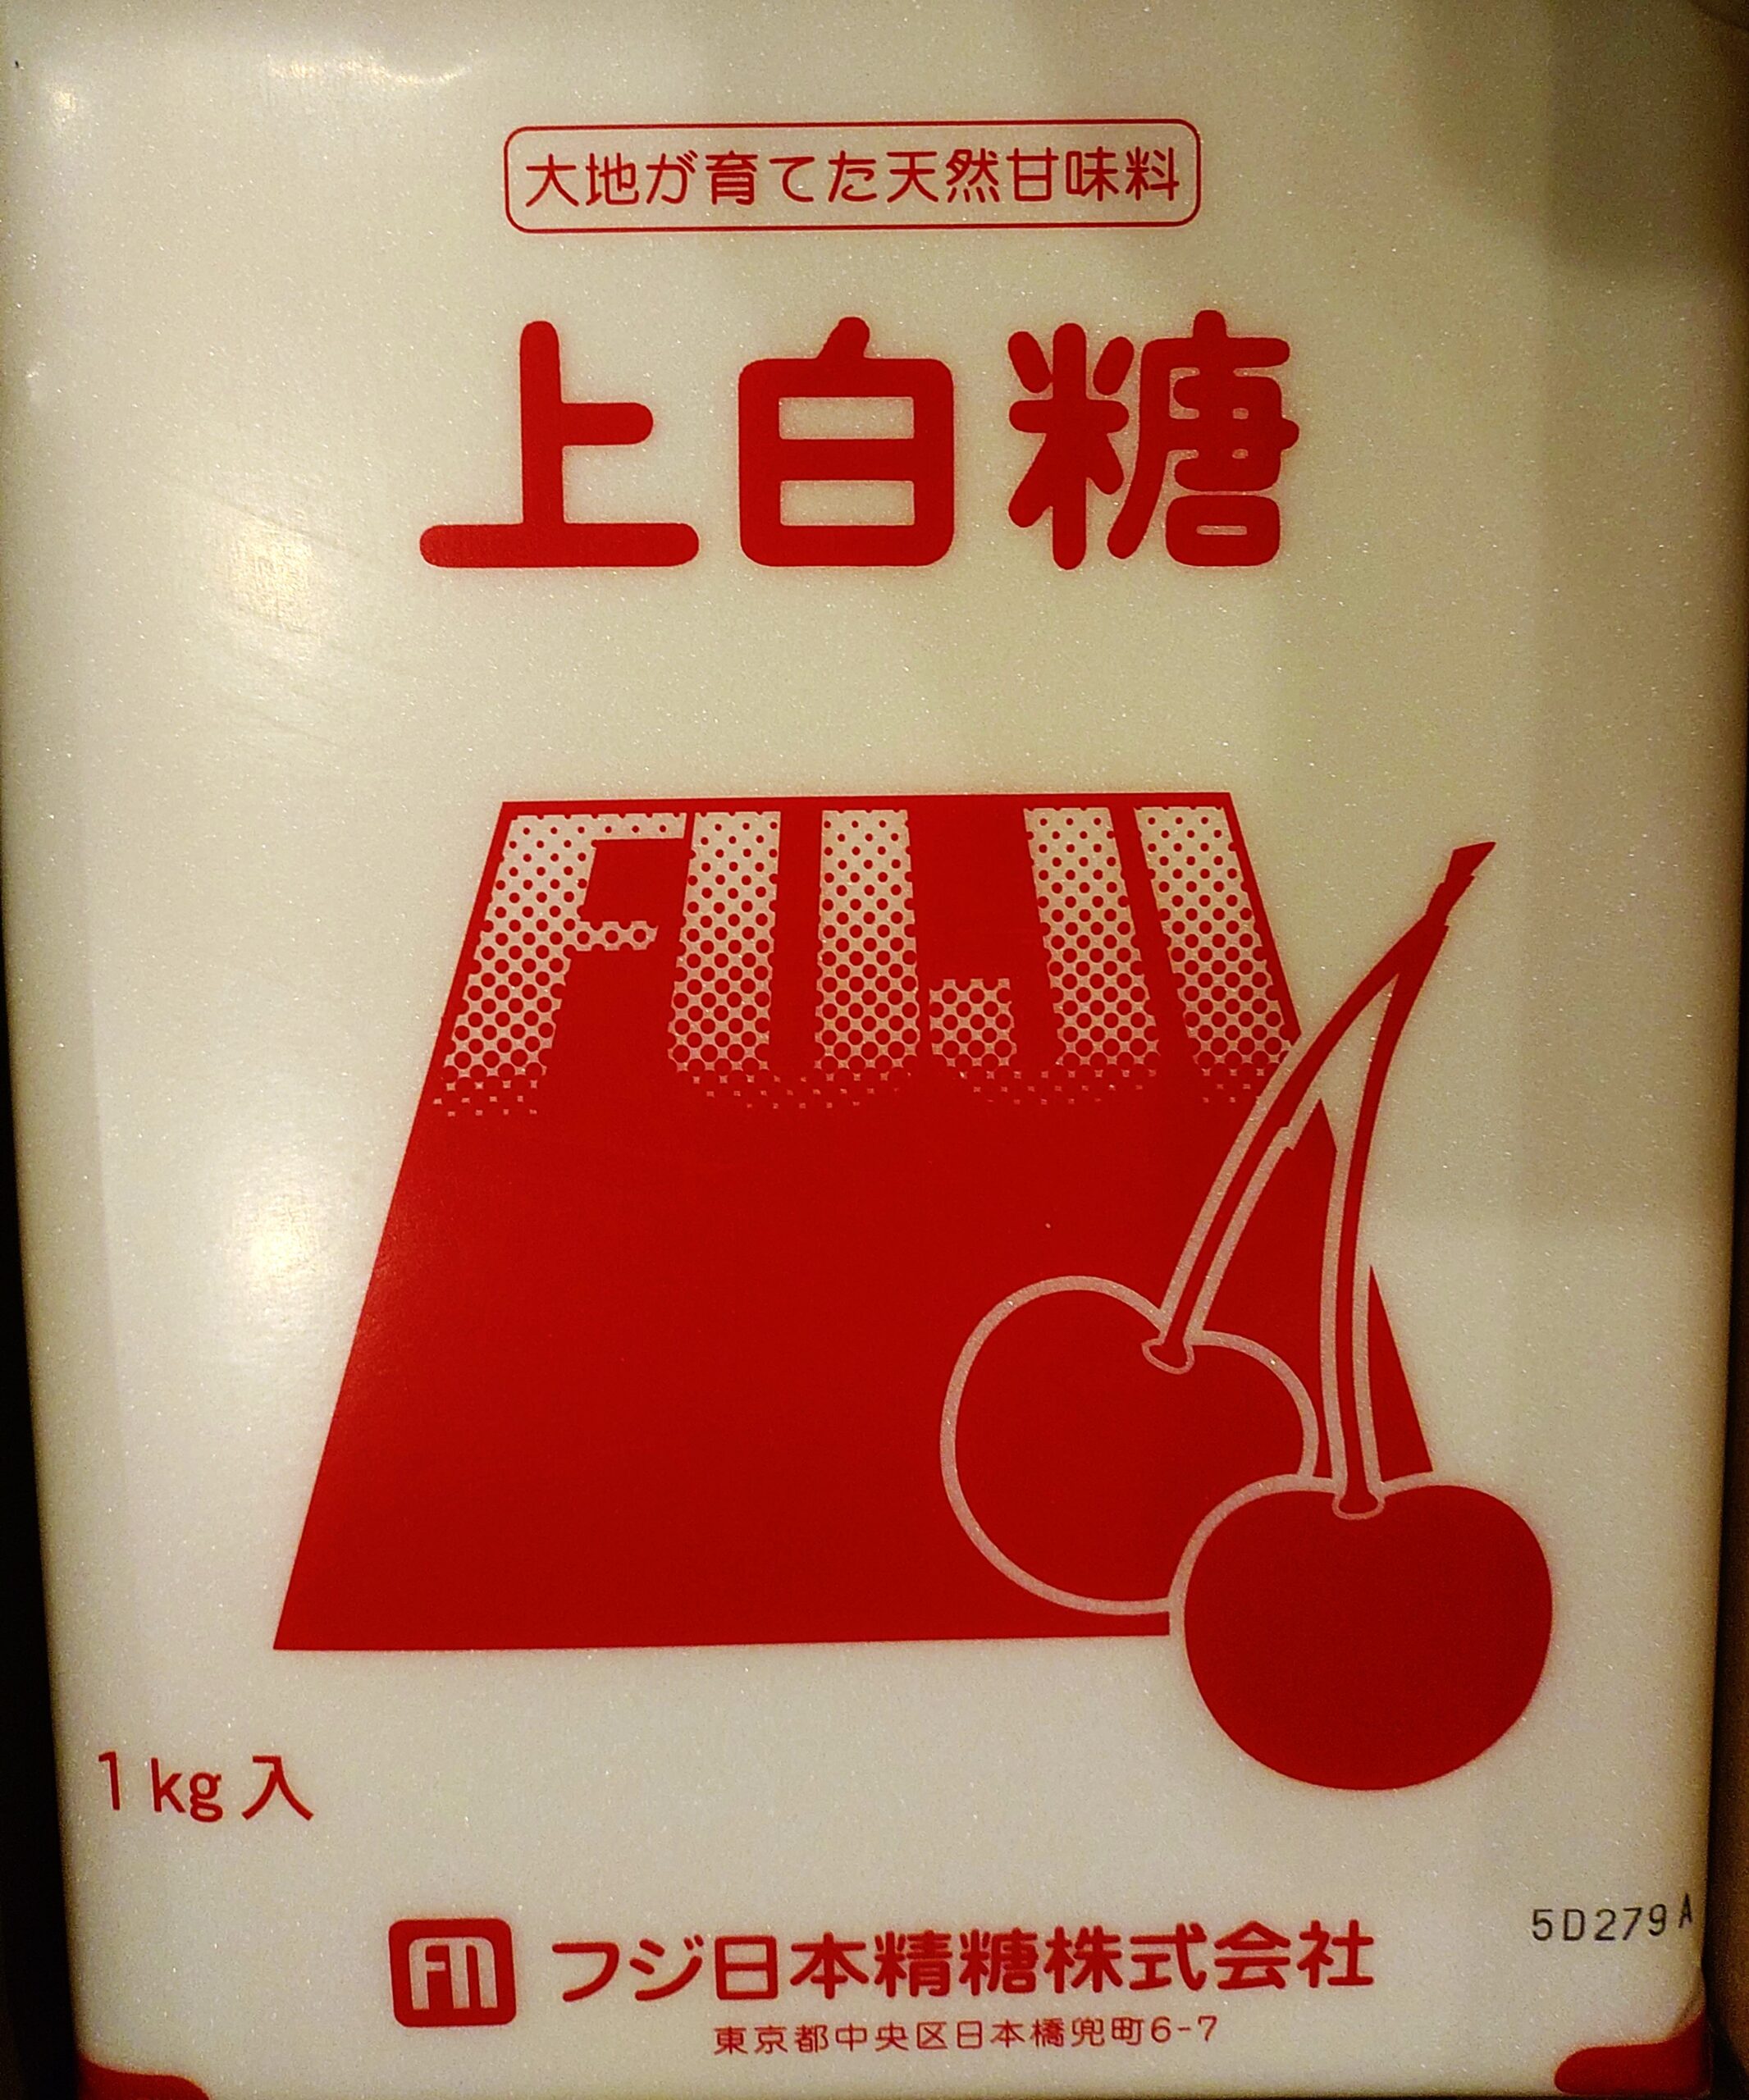 大地が育てた天然甘味料
上白糖
FUJI
1kg入
5D279A
フジ日本精糖株式会社
東京都中央区日本橋兜町6-7